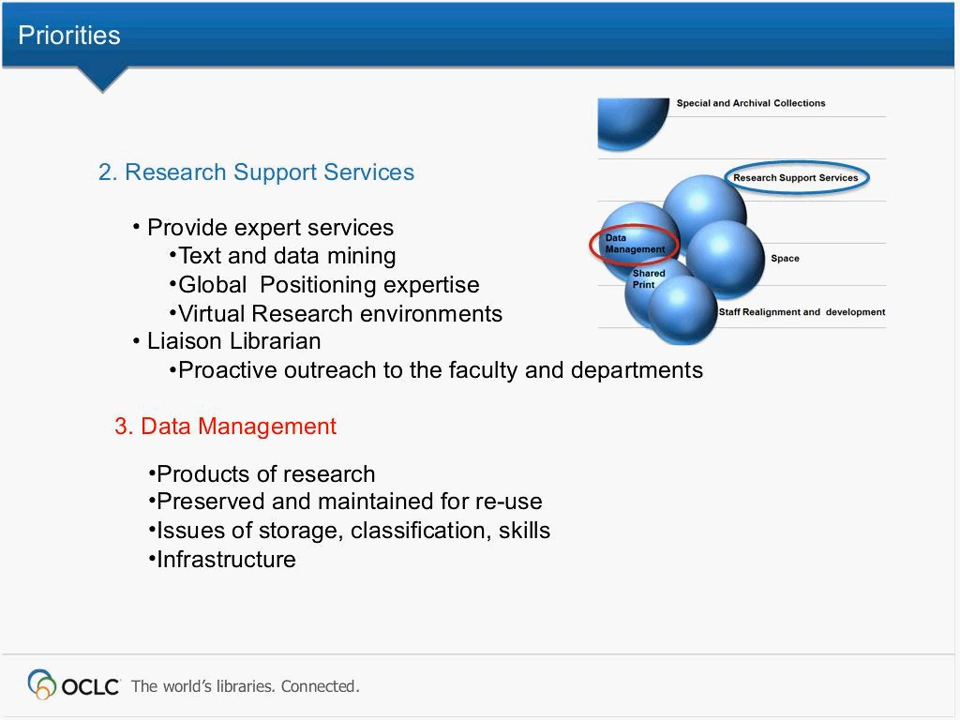 Priorities
Special and Archival Collections
2. Research Support Services
Research Support Services
• Provide expert services
•Text and data mining
•Global  Positioning expertise
•Virtual Research environments
• Liaison Librarian
•Proactive outreach to the faculty and departments
Data
Management
Space
Shared
Print
Staff Realignment and  development
3. Data Management
•Products of research
•Preserved and maintained for re-use
•Issues of storage, classification, skills
•Infrastructure
OCLC The world’s libraries. Connected.